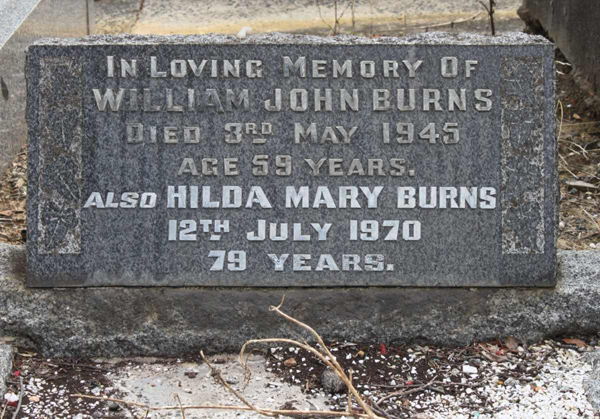 In Loving Memory Of
William John Burns
Died 3rd May 1945
Age 59 Years.
Also Hilda Mary Burns
12th July 1970
79 Years.